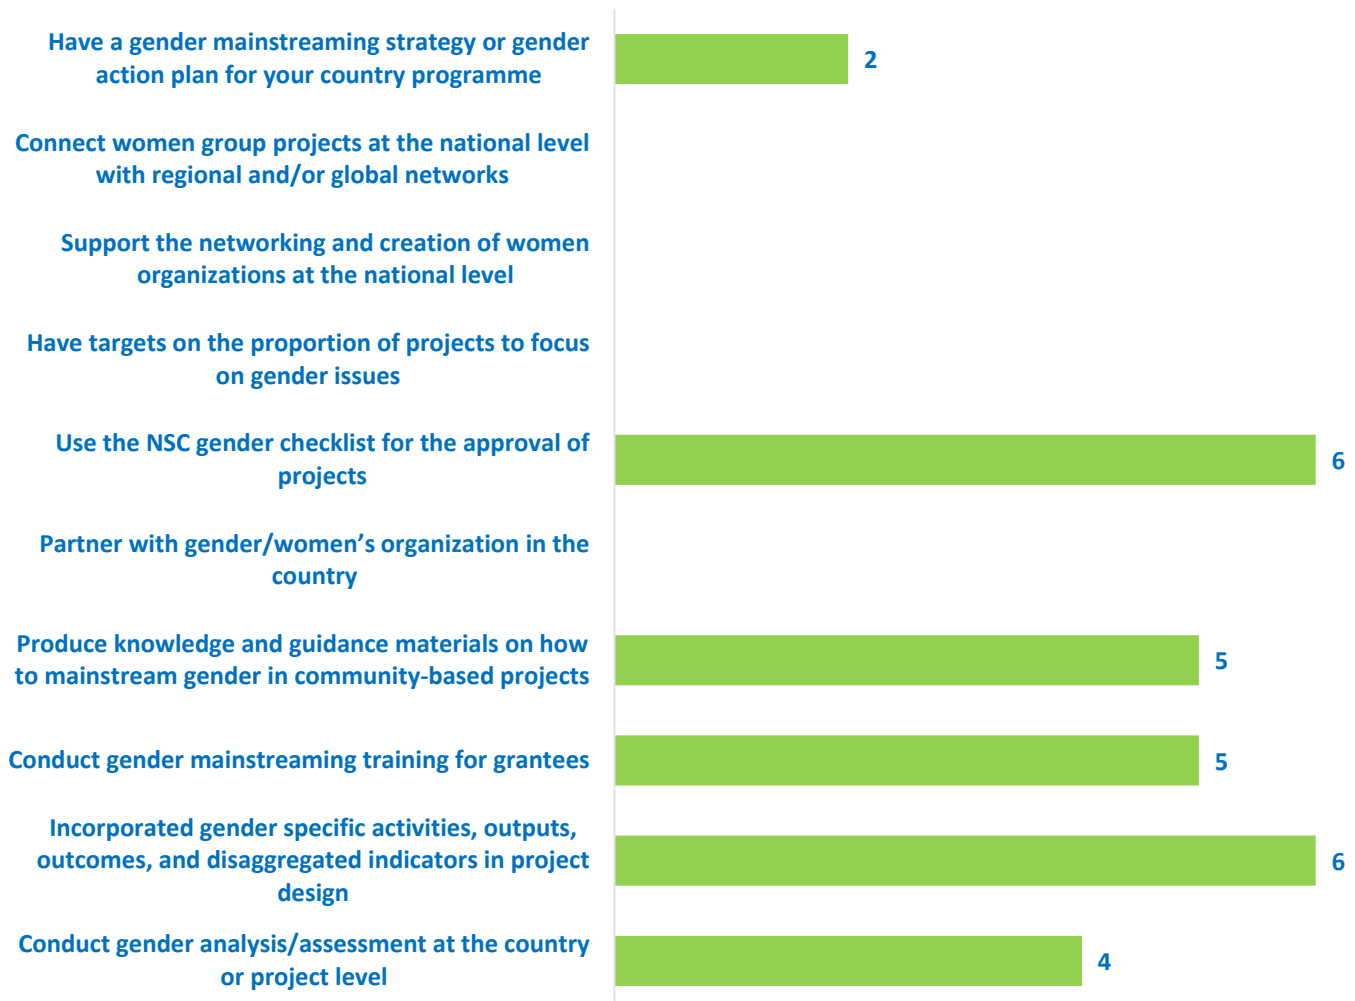 Have a gender mainstreaming strategy or gender
action plan for your country programme
2
Connect women group projects at the national level
with regional and/or global networks
Support the networking and creation of women
organizations at the national level
Have targets on the proportion of projects to focus
on gender issues
Use the NSC gender checklist for the approval of
projects
6
Partner with gender/women’s organization in the
country
Produce knowledge and guidance materials on how
to mainstream gender in community-based projects
5
Conduct gender mainstreaming training for grantees
5
Incorporated gender specific activities, outputs,
outcomes, and disaggregated indicators in project
design
6
Conduct gender analysis/assessment at the country
or project level
4